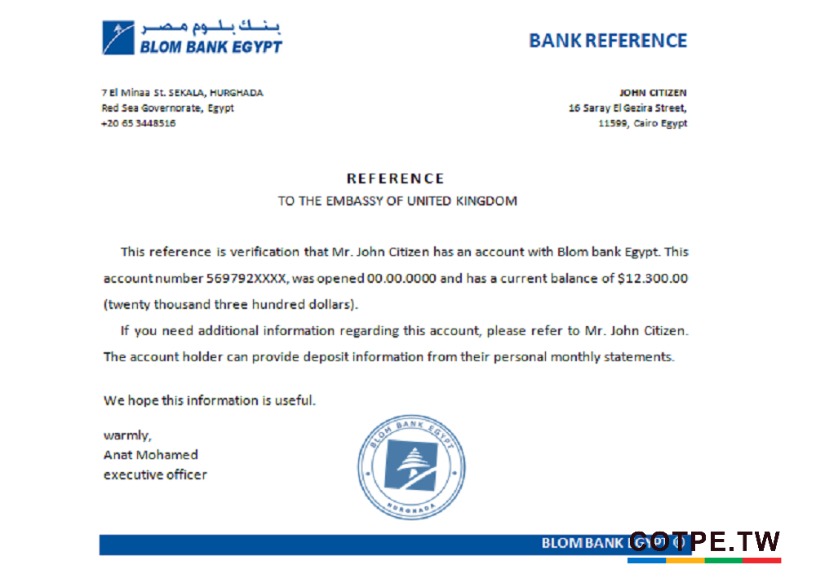 بنك بلوم مصر
BLOM BANK EGYPT
BANK REFERENCE
7 El Minaa St. SEKALA, HURGHADA
Red Sea Governorate, Egypt
+20 65 3448516
JOHN CITIZEN
16 Saray El Gezira Street,
11599, Cairo Egypt
REFERENCE
TO THE EMBASSY OF UNITED KINGDOM
This reference is verification that Mr. John Citizen has an account with Blom bank Egypt. This
account number 569792XXXX, was opened 00.00.0000 and has a current balance of $12.300.00
(twenty thousand three hundred dollars).
If you need additional information regarding this account, please refer to Mr. John Citizen.
The account holder can provide deposit information from their personal monthly statements.
We hope this information is useful.
warmly,
Anat Mohamed
executive officer
BLOM BANK EGYPT
HURGHADA
BLOM BANK EGYPT ©
COTPE.TW